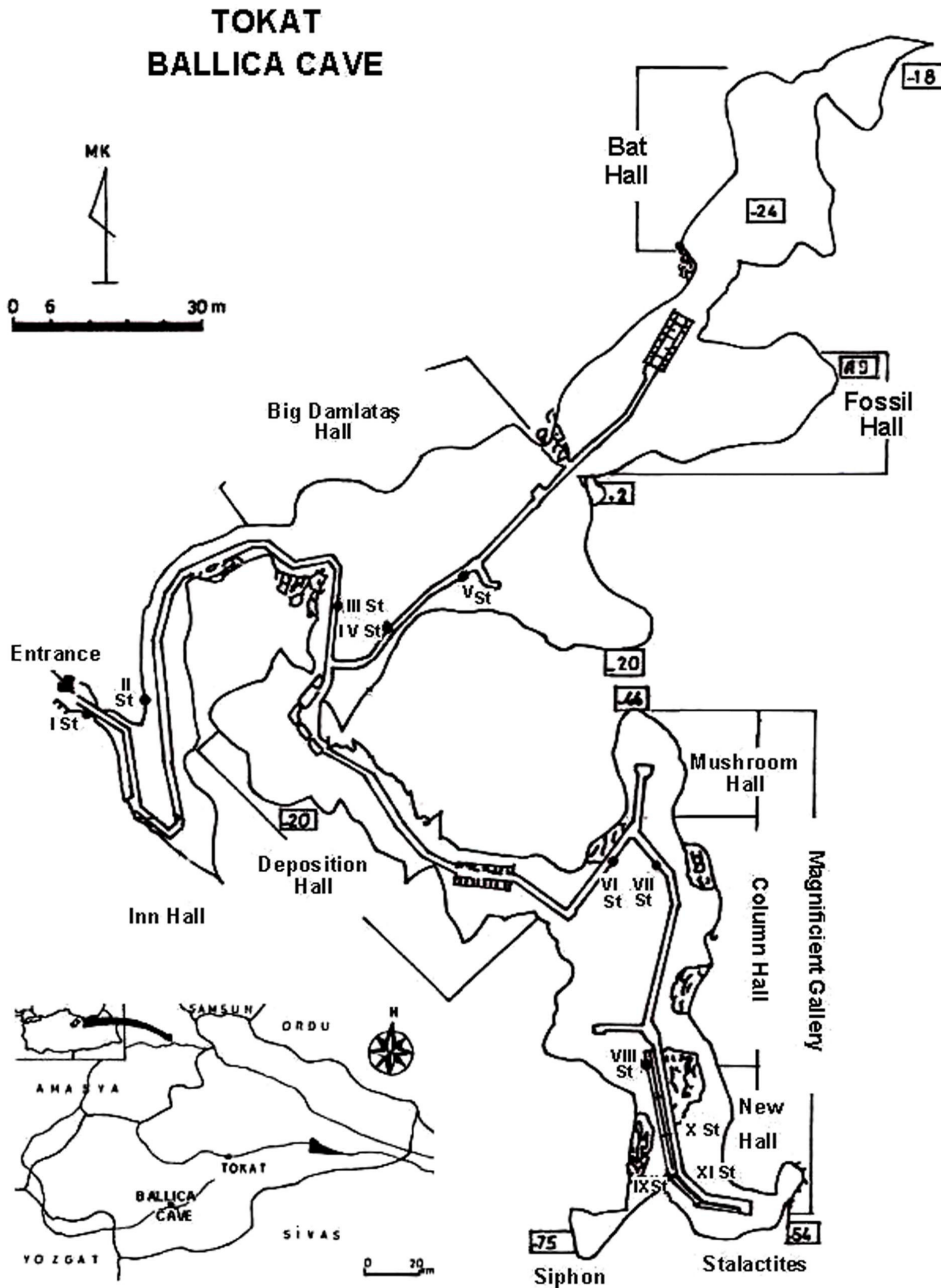 TOKAT
BALLICA CAVE
-18
MK
Bat
Hall
-24
0 6 30 m
Big Damlataş
Hall
Fossil
Hall
+2
III St
IV St
V St
Entrance
II
St
I St
-20
-44
Mushroom
Hall
-20
Deposition
Hall
VI
St
VII
St
Inn Hall
Column Hall
Magnificient Gallery
SAMSUN
ORDU
N
AMASYA
VIII
St
New
Hall
X St
TOKAT
XI St
IX St
BALLICA
CAVE
SİVAS
-75
-54
YOZGAT
0 20
km
Siphon
Stalactites